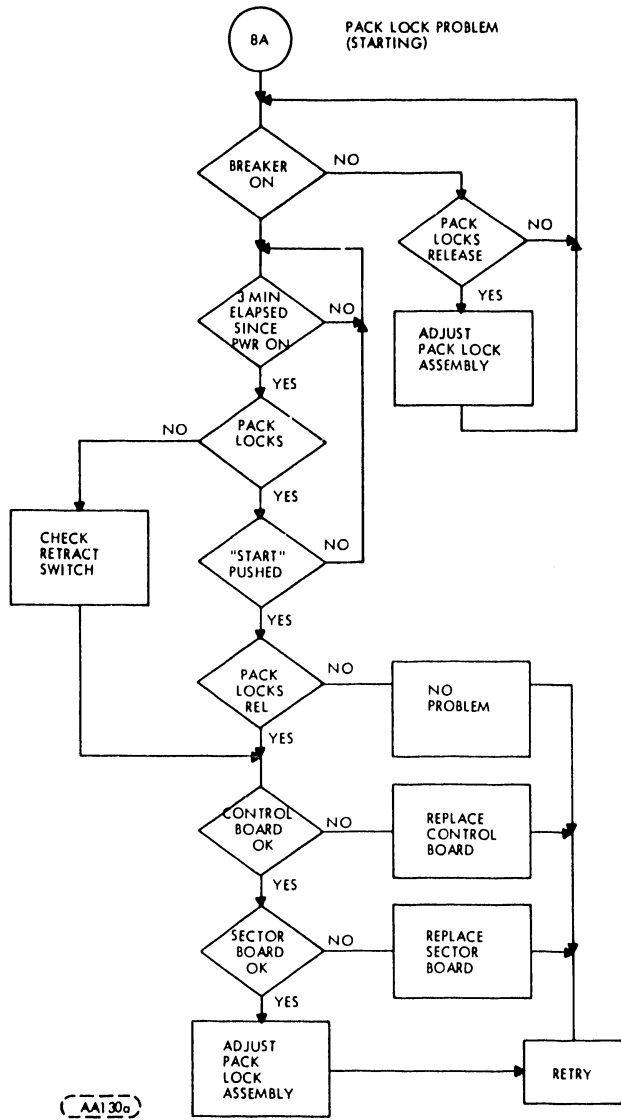 8A
PACK LOCK PROBLEM
(STARTING)
BREAKER
ON
NO
PACK
LOCKS
RELEASE
NO
YES
ADJUST
PACK LOCK
ASSEMBLY
3 MIN
ELAPSED
SINCE
PWR ON
NO
YES
PACK
LOCKS
NO
YES
CHECK
RETRACT
SWITCH
"START"
PUSHED
NO
YES
PACK
LOCKS
REL
NO
YES
NO
PROBLEM
CONTROL
BOARD
OK
NO
YES
REPLACE
CONTROL
BOARD
SECTOR
BOARD
OK
NO
YES
REPLACE
SECTOR
BOARD
ADJUST
PACK
LOCK
ASSEMBLY
RETRY
AA130a